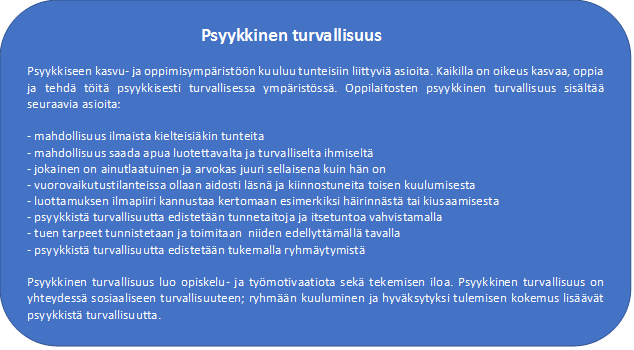 Psyykkinen turvallisuus
Psyykkiseen kasvu- ja oppimisympäristöön kuuluu tunteisiin liittyviä asioita. Kaikilla on oikeus kasvaa, oppia
ja tehdä töitä psyykkisesti turvallisessa ympäristössä. Oppilaitosten psyykkinen turvallisuus sisältää
seuraavia asioita:
- mahdollisuus ilmaista kielteisiäkin tunteita
- mahdollisuus saada apua luotettavalta ja turvalliselta ihmiseltä
- jokainen on ainutlaatuinen ja arvokas juuri sellaisena kuin hän on
- vuorovaikutustilanteissa ollaan aidosti läsnä ja kiinnostuneita toisen kuulumisesta
- luottamuksen ilmapiiri kannustaa kertomaan esimerkiksi häirinnästä tai kiusaamisesta
- psyykkistä turvallisuutta edistetään tunnetaitoja ja itsetuntoa vahvistamalla
- tuen tarpeet tunnistetaan ja toimitaan niiden edellyttämällä tavalla
- psyykkistä turvallisuutta edistetään tukemalla ryhmäytymistä
Psyykkinen turvallisuus luo opiskelu- ja työmotivaatiota sekä tekemisen iloa. Psyykkinen turvallisuus on
yhteydessä sosiaaliseen turvallisuuteen; ryhmään kuuluminen ja hyväksytyksi tulemisen kokemus lisäävät
psyykkistä turvallisuutta.